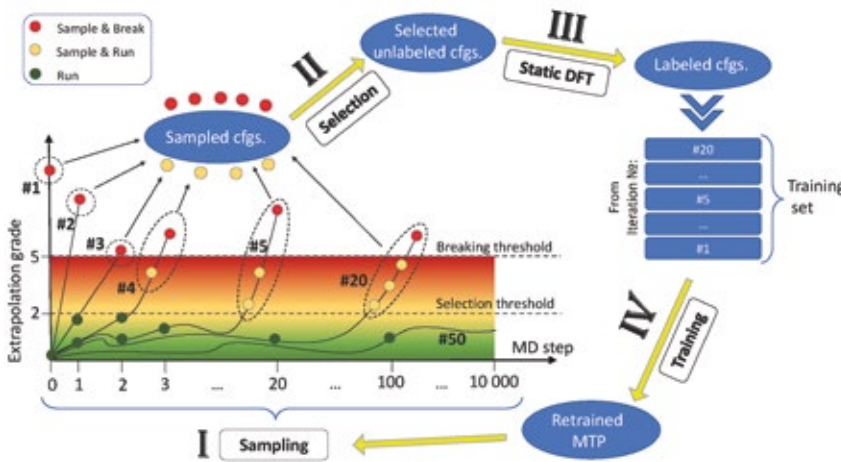 Sample & Break
Sample & Run
Run
II
Selection
Selected
unlabeled cfgs.
III
Static DFT
Labeled cfgs.
Sampled cfgs.
#20
...
#5
...
#1
From
Iteration №:
Training
set
Extrapolation grade
#1
#2
#3
#4
#5
#20
#50
5
2
Breaking threshold
Selection threshold
MD step
0 1 2 3 ... 20 ... 100 ... 10 000
IV
Training
Retrained
MTP
I
Sampling